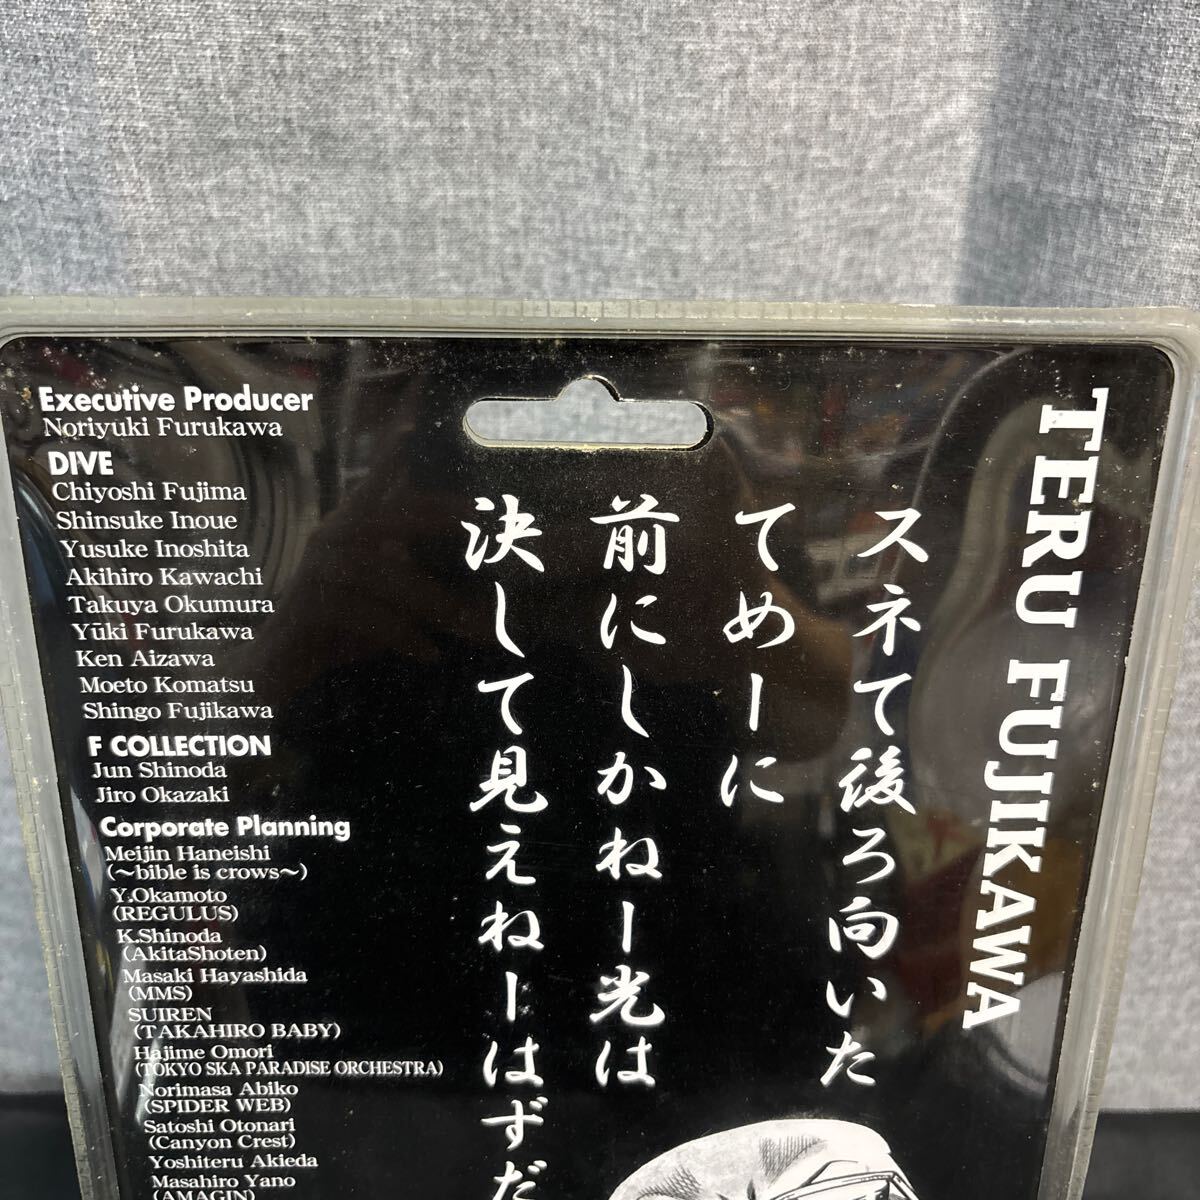 Executive Producer
Noriyuki Furukawa
DIVE
Chiyoshi Fujima
Shinsuke Inoue
Yusuke Inoshita
Akihiro Kawachi
Takuya Okumura
Yūki Furukawa
Ken Aizawa
Moeto Komatsu
Shingo Fujikawa
F COLLECTION
Jun Shinoda
Jiro Okazaki
Corporate Planning
Meijin Haneishi
(～bible is crows～)
Y.Okamoto
(REGULUS)
K.Shinoda
(AkitaShoten)
Masaki Hayashida
(MMS)
SUIREN
(TAKAHIRO BABY)
Hajime Omori
(TOKYO SKA PARADISE ORCHESTRA)
Norimasa Abiko
(SPIDER WEB)
Satoshi Otonari
(Canyon Crest)
Yoshiteru Akieda
Masahiro Yano
(AMAGIN)
TERU FUJIKAWA
スネて後ろ向いた
てめーに
前にしかねー光は
決して見えねーはずだ